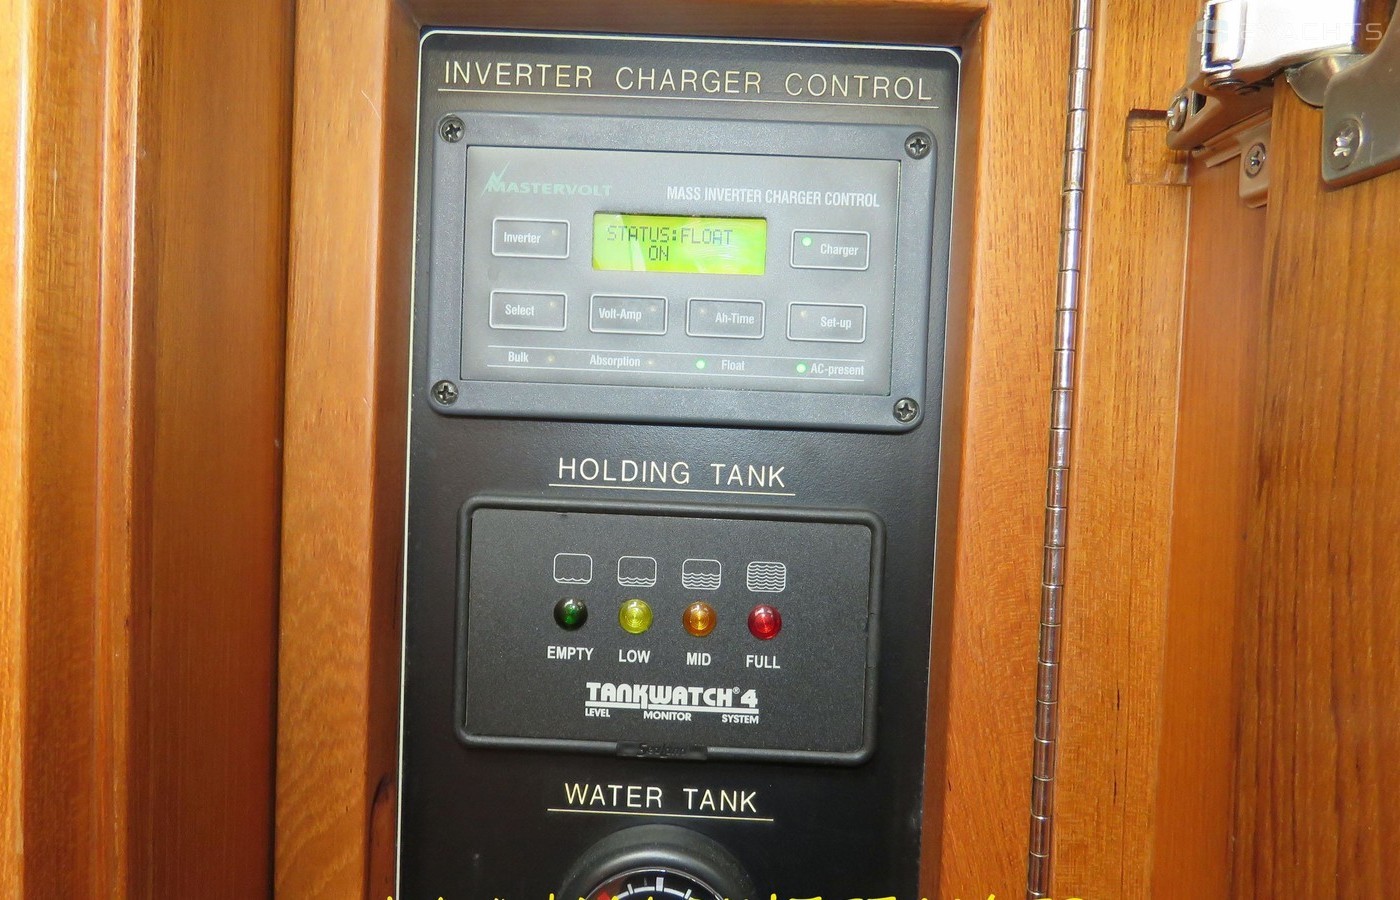 INVERTER CHARGER CONTROL
MASTERVOLT
MASS INVERTER CHARGER CONTROL
STATUS:FLOAT
ON
Inverter
Charger
Select
Volt-Amp
Ah-Time
Set-up
Bulk
Absorption
Float
AC-present
HOLDING TANK
EMPTY LOW MID FULL
TANKWATCH® 4
LEVEL MONITOR SYSTEM
WATER TANK